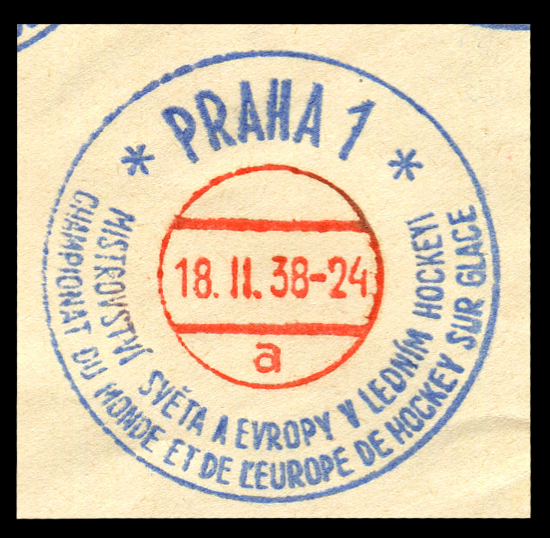 * PRAHA 1 *
18. II. 38-24
a
MISTROVSTVÍ SVĚTA A EVROPY V LEDNÍM HOCKEYI
CHAMPIONAT DU MONDE ET DE L'EUROPE DE HOCKEY SUR GLACE